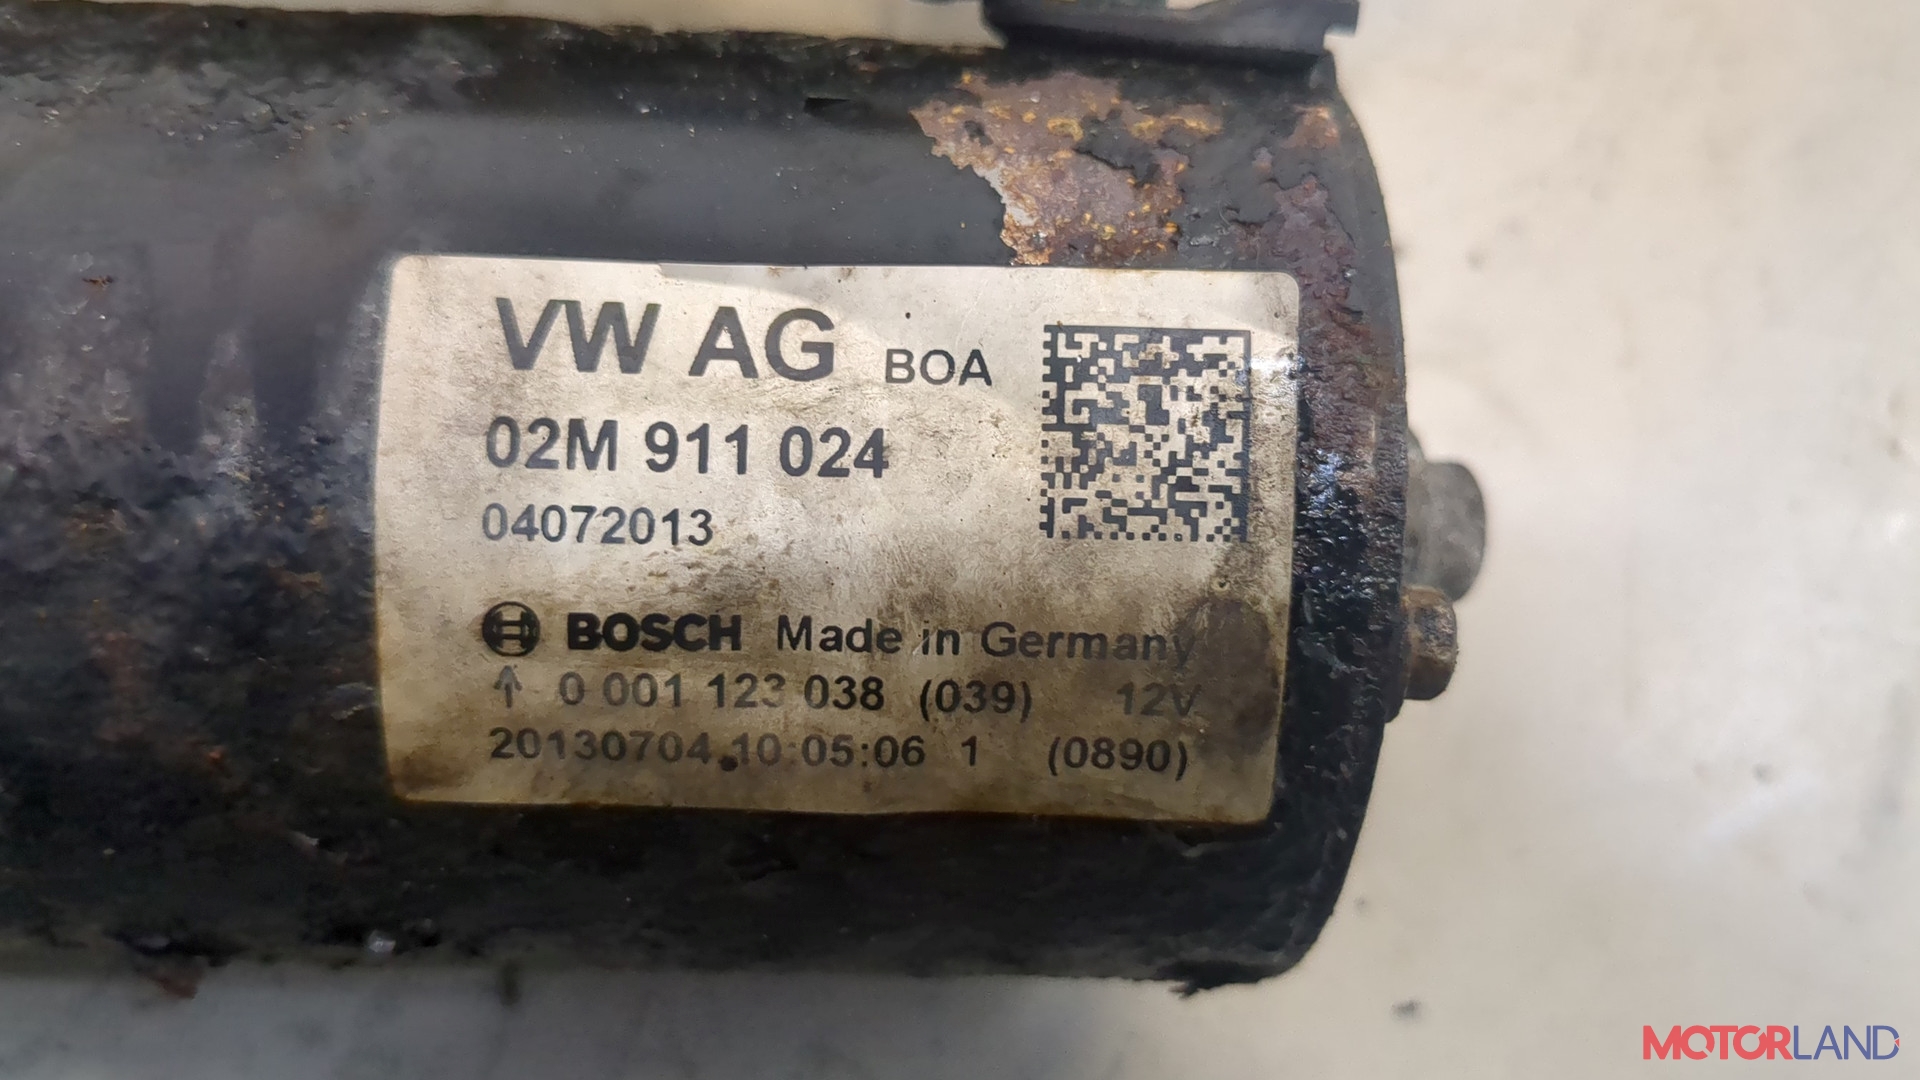 VW AG BOA
02M 911 024
04072013
BOSCH Made in Germany
↑ 0 001 123 038 (039) 12V
20130704 10:05:06 1 (0890)
MOTORLAND